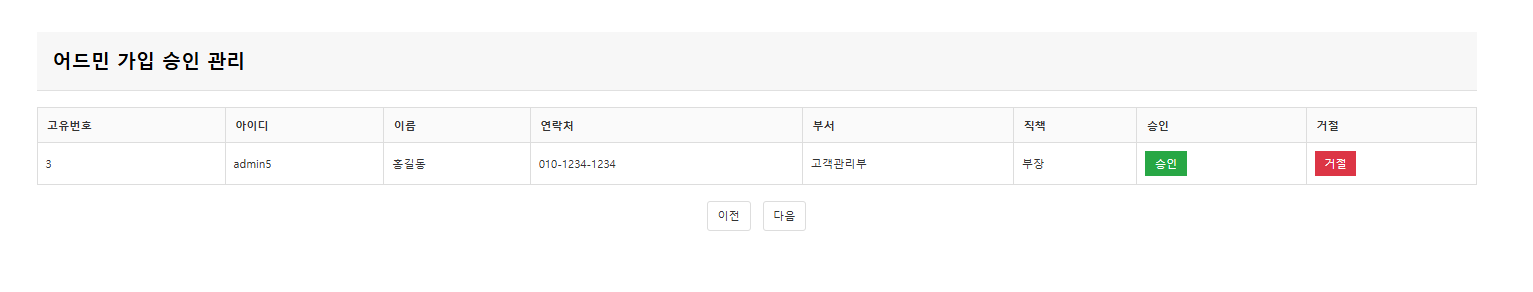 어드민 가입 승인 관리
고유번호 아이디 이름 연락처 부서 직책 승인 거절
3 admin5 홍길동 010-1234-1234 고객관리부 부장 승인 거절
이전 다음